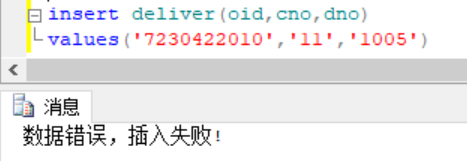 insert deliver(oid,cno,dno)
values('7230422010','11','1005')
消息
数据错误，插入失败!